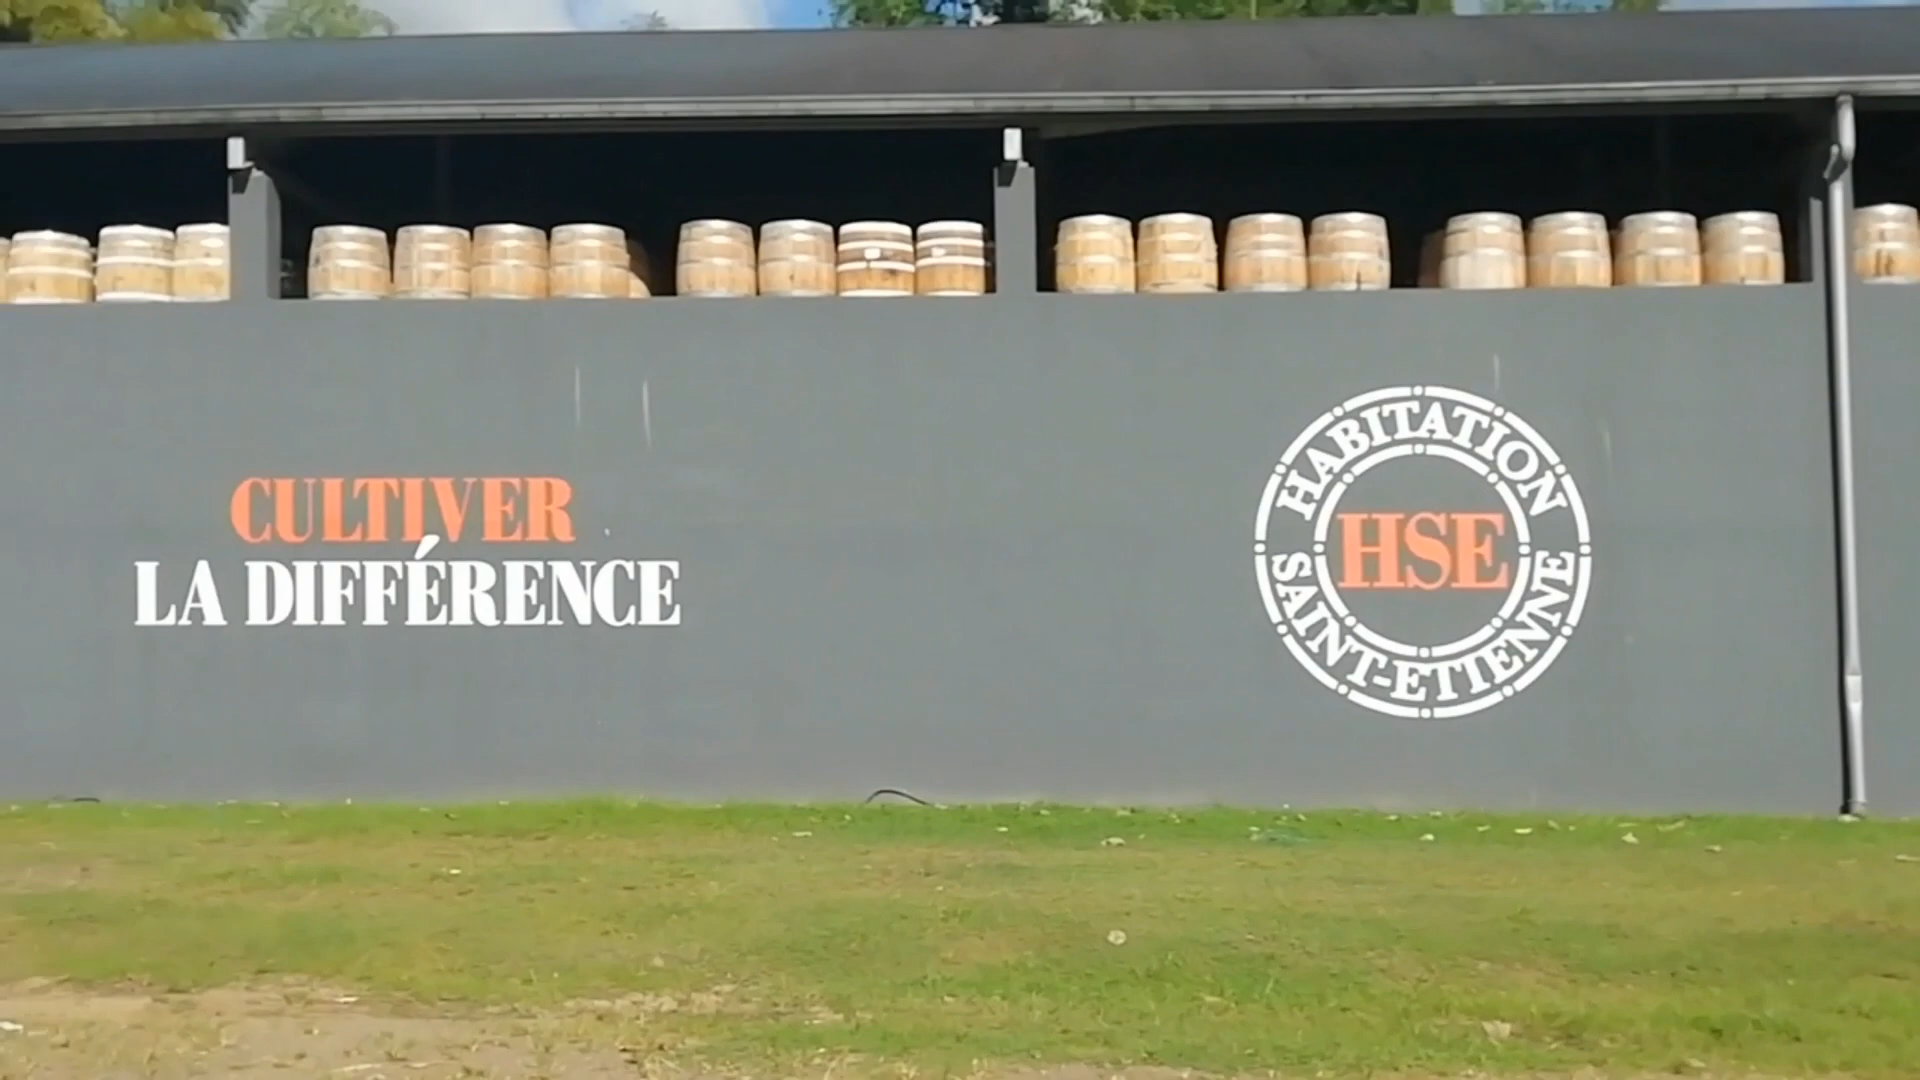 CULTIVER
LA DIFFÉRENCE
HABITATION
HSE
SAINT-ETIENNE